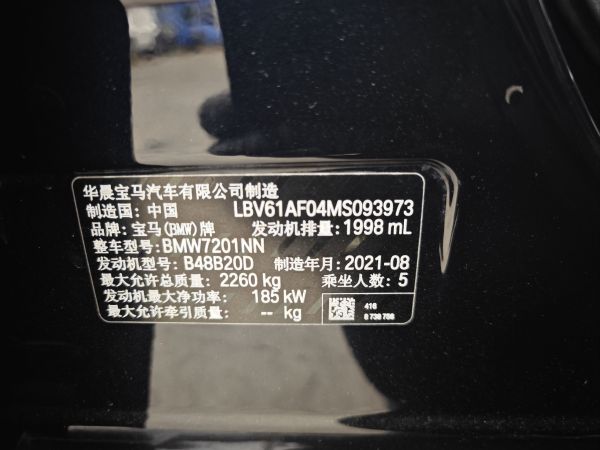 华晨宝马汽车有限公司制造
制造国: 中国 LBV61AF04MS093973
品牌: 宝马(BMW)牌 发动机排量: 1998 mL
整车型号: BMW7201NN
发动机型号: B48B20D 制造年月: 2021-08
最大允许总质量: 2260 kg 乘坐人数: 5
发动机最大净功率: 185 kW
最大允许牵引质量: -- kg
416
8 738 756